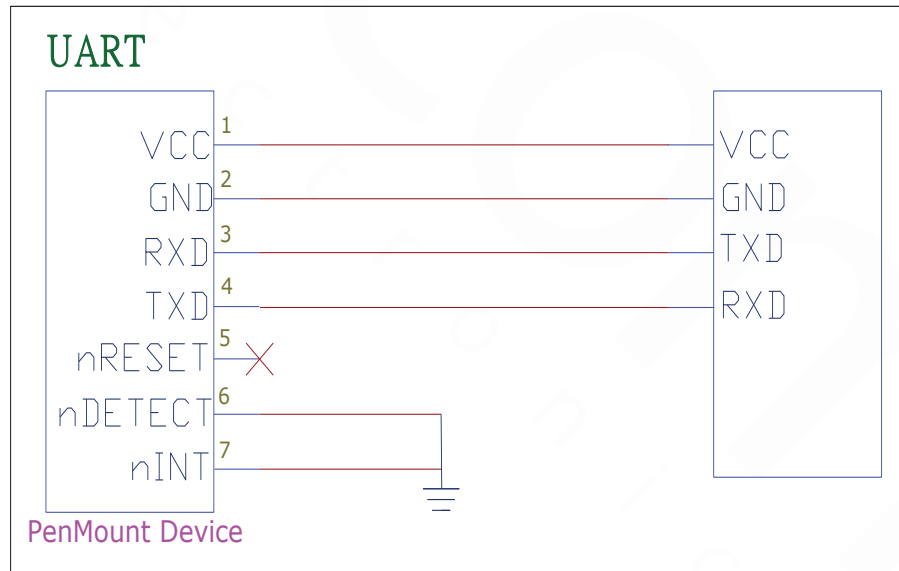 UART
1
VCC VCC
2
GND GND
3
RXD TXD
4
TXD RXD
5
nRESET
6
nDETECT
7
nINT
PenMount Device